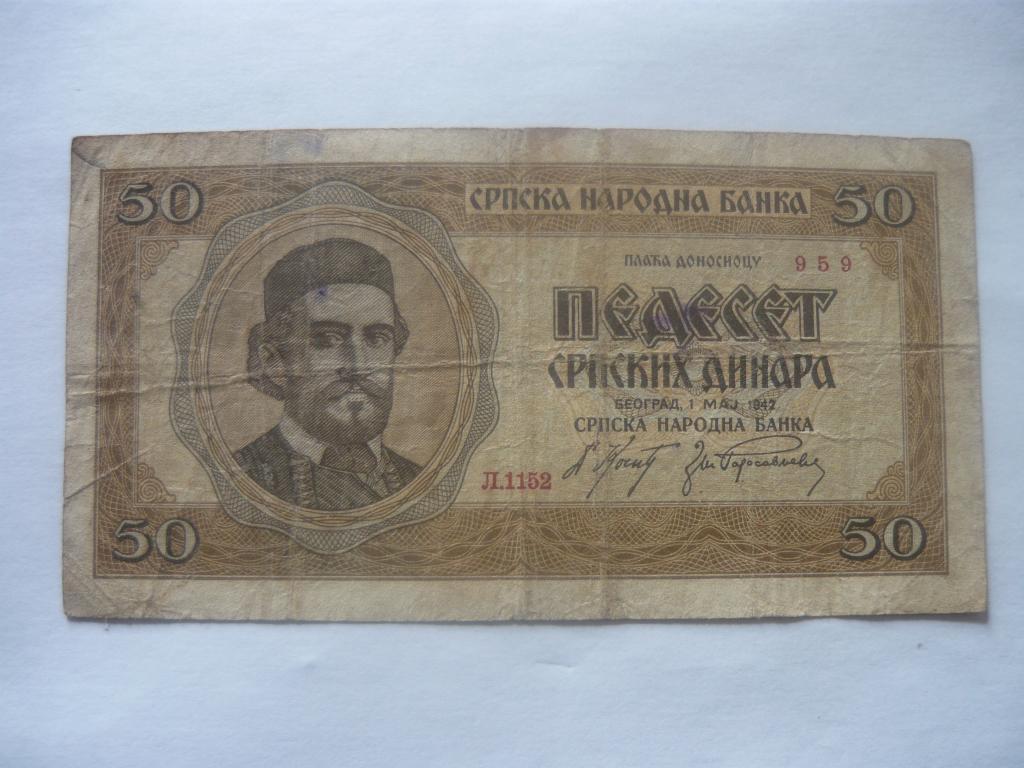 50 СРПСКА НАРОДНА БАНКА 50
ПЛАЋА ДОНОСИОЦУ 959
ПЕДЕСЕТ
СРПСКИХ ДИНАРА
БЕОГРАД, 1 МАЈ 1942
СРПСКА НАРОДНА БАНКА
Л.1152
50 50